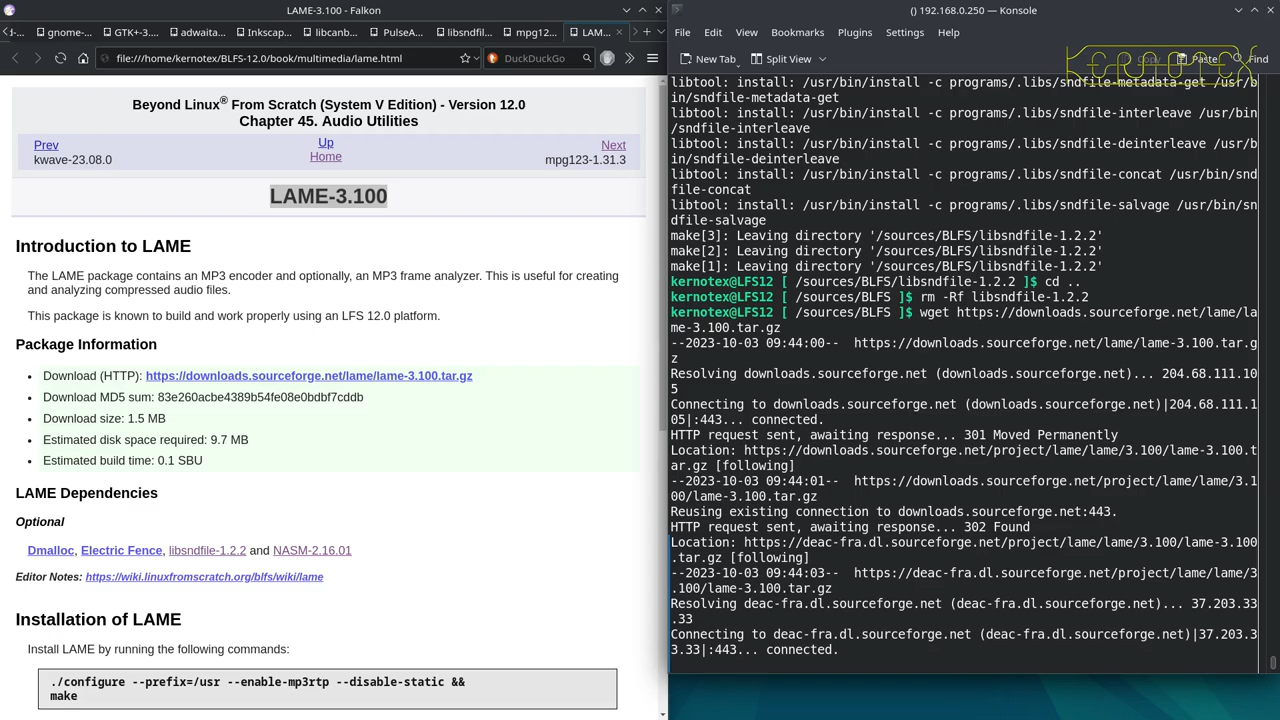 LAME-3.100 - Falkon
d-...
gnome-...
GTK+-3....
adwaita...
Inkscap...
libcanb...
PulseA...
libsndfil...
mpg12...
LAM...
file:///home/kernotex/BLFS-12.0/book/multimedia/lame.html
DuckDuckGo
Beyond Linux® From Scratch (System V Edition) - Version 12.0
Chapter 45. Audio Utilities
Prev
Up
Next
kwave-23.08.0
Home
mpg123-1.31.3
LAME-3.100
Introduction to LAME
The LAME package contains an MP3 encoder and optionally, an MP3 frame analyzer. This is useful for creating
and analyzing compressed audio files.
This package is known to build and work properly using an LFS 12.0 platform.
Package Information
• Download (HTTP): https://downloads.sourceforge.net/lame/lame-3.100.tar.gz
• Download MD5 sum: 83e260acbe4389b54fe08e0bdbf7cddb
• Download size: 1.5 MB
• Estimated disk space required: 9.7 MB
• Estimated build time: 0.1 SBU
LAME Dependencies
Optional
Dmalloc, Electric Fence, libsndfile-1.2.2 and NASM-2.16.01
Editor Notes: https://wiki.linuxfromscratch.org/blfs/wiki/lame
Installation of LAME
Install LAME by running the following commands:
./configure --prefix=/usr --enable-mp3rtp --disable-static &&
make
() 192.168.0.250 — Konsole
File Edit View Bookmarks Plugins Settings Help
New Tab
Split View
Copy
Paste
Find
KERNOTEX
libtool: install: /usr/bin/install -c programs/.libs/sndfile-metadata-get /usr/b
in/sndfile-metadata-get
libtool: install: /usr/bin/install -c programs/.libs/sndfile-interleave /usr/bin
/sndfile-interleave
libtool: install: /usr/bin/install -c programs/.libs/sndfile-deinterleave /usr/b
in/sndfile-deinterleave
libtool: install: /usr/bin/install -c programs/.libs/sndfile-concat /usr/bin/snd
file-concat
libtool: install: /usr/bin/install -c programs/.libs/sndfile-salvage /usr/bin/sn
dfile-salvage
make[3]: Leaving directory '/sources/BLFS/libsndfile-1.2.2'
make[2]: Leaving directory '/sources/BLFS/libsndfile-1.2.2'
make[1]: Leaving directory '/sources/BLFS/libsndfile-1.2.2'
kernotex@LFS12 [ /sources/BLFS/libsndfile-1.2.2 ]$ cd ..
kernotex@LFS12 [ /sources/BLFS ]$ rm -Rf libsndfile-1.2.2
kernotex@LFS12 [ /sources/BLFS ]$ wget https://downloads.sourceforge.net/lame/la
me-3.100.tar.gz
--2023-10-03 09:44:00--  https://downloads.sourceforge.net/lame/lame-3.100.tar.g
z
Resolving downloads.sourceforge.net (downloads.sourceforge.net)... 204.68.111.10
5
Connecting to downloads.sourceforge.net (downloads.sourceforge.net)|204.68.111.1
05|:443... connected.
HTTP request sent, awaiting response... 301 Moved Permanently
Location: https://downloads.sourceforge.net/project/lame/lame/3.100/lame-3.100.t
ar.gz [following]
--2023-10-03 09:44:01--  https://downloads.sourceforge.net/project/lame/lame/3.1
00/lame-3.100.tar.gz
Reusing existing connection to downloads.sourceforge.net:443.
HTTP request sent, awaiting response... 302 Found
Location: https://deac-fra.dl.sourceforge.net/project/lame/lame/3.100/lame-3.100
.tar.gz [following]
--2023-10-03 09:44:03--  https://deac-fra.dl.sourceforge.net/project/lame/lame/3
.100/lame-3.100.tar.gz
Resolving deac-fra.dl.sourceforge.net (deac-fra.dl.sourceforge.net)... 37.203.33
.33
Connecting to deac-fra.dl.sourceforge.net (deac-fra.dl.sourceforge.net)|37.203.3
3.33|:443... connected.